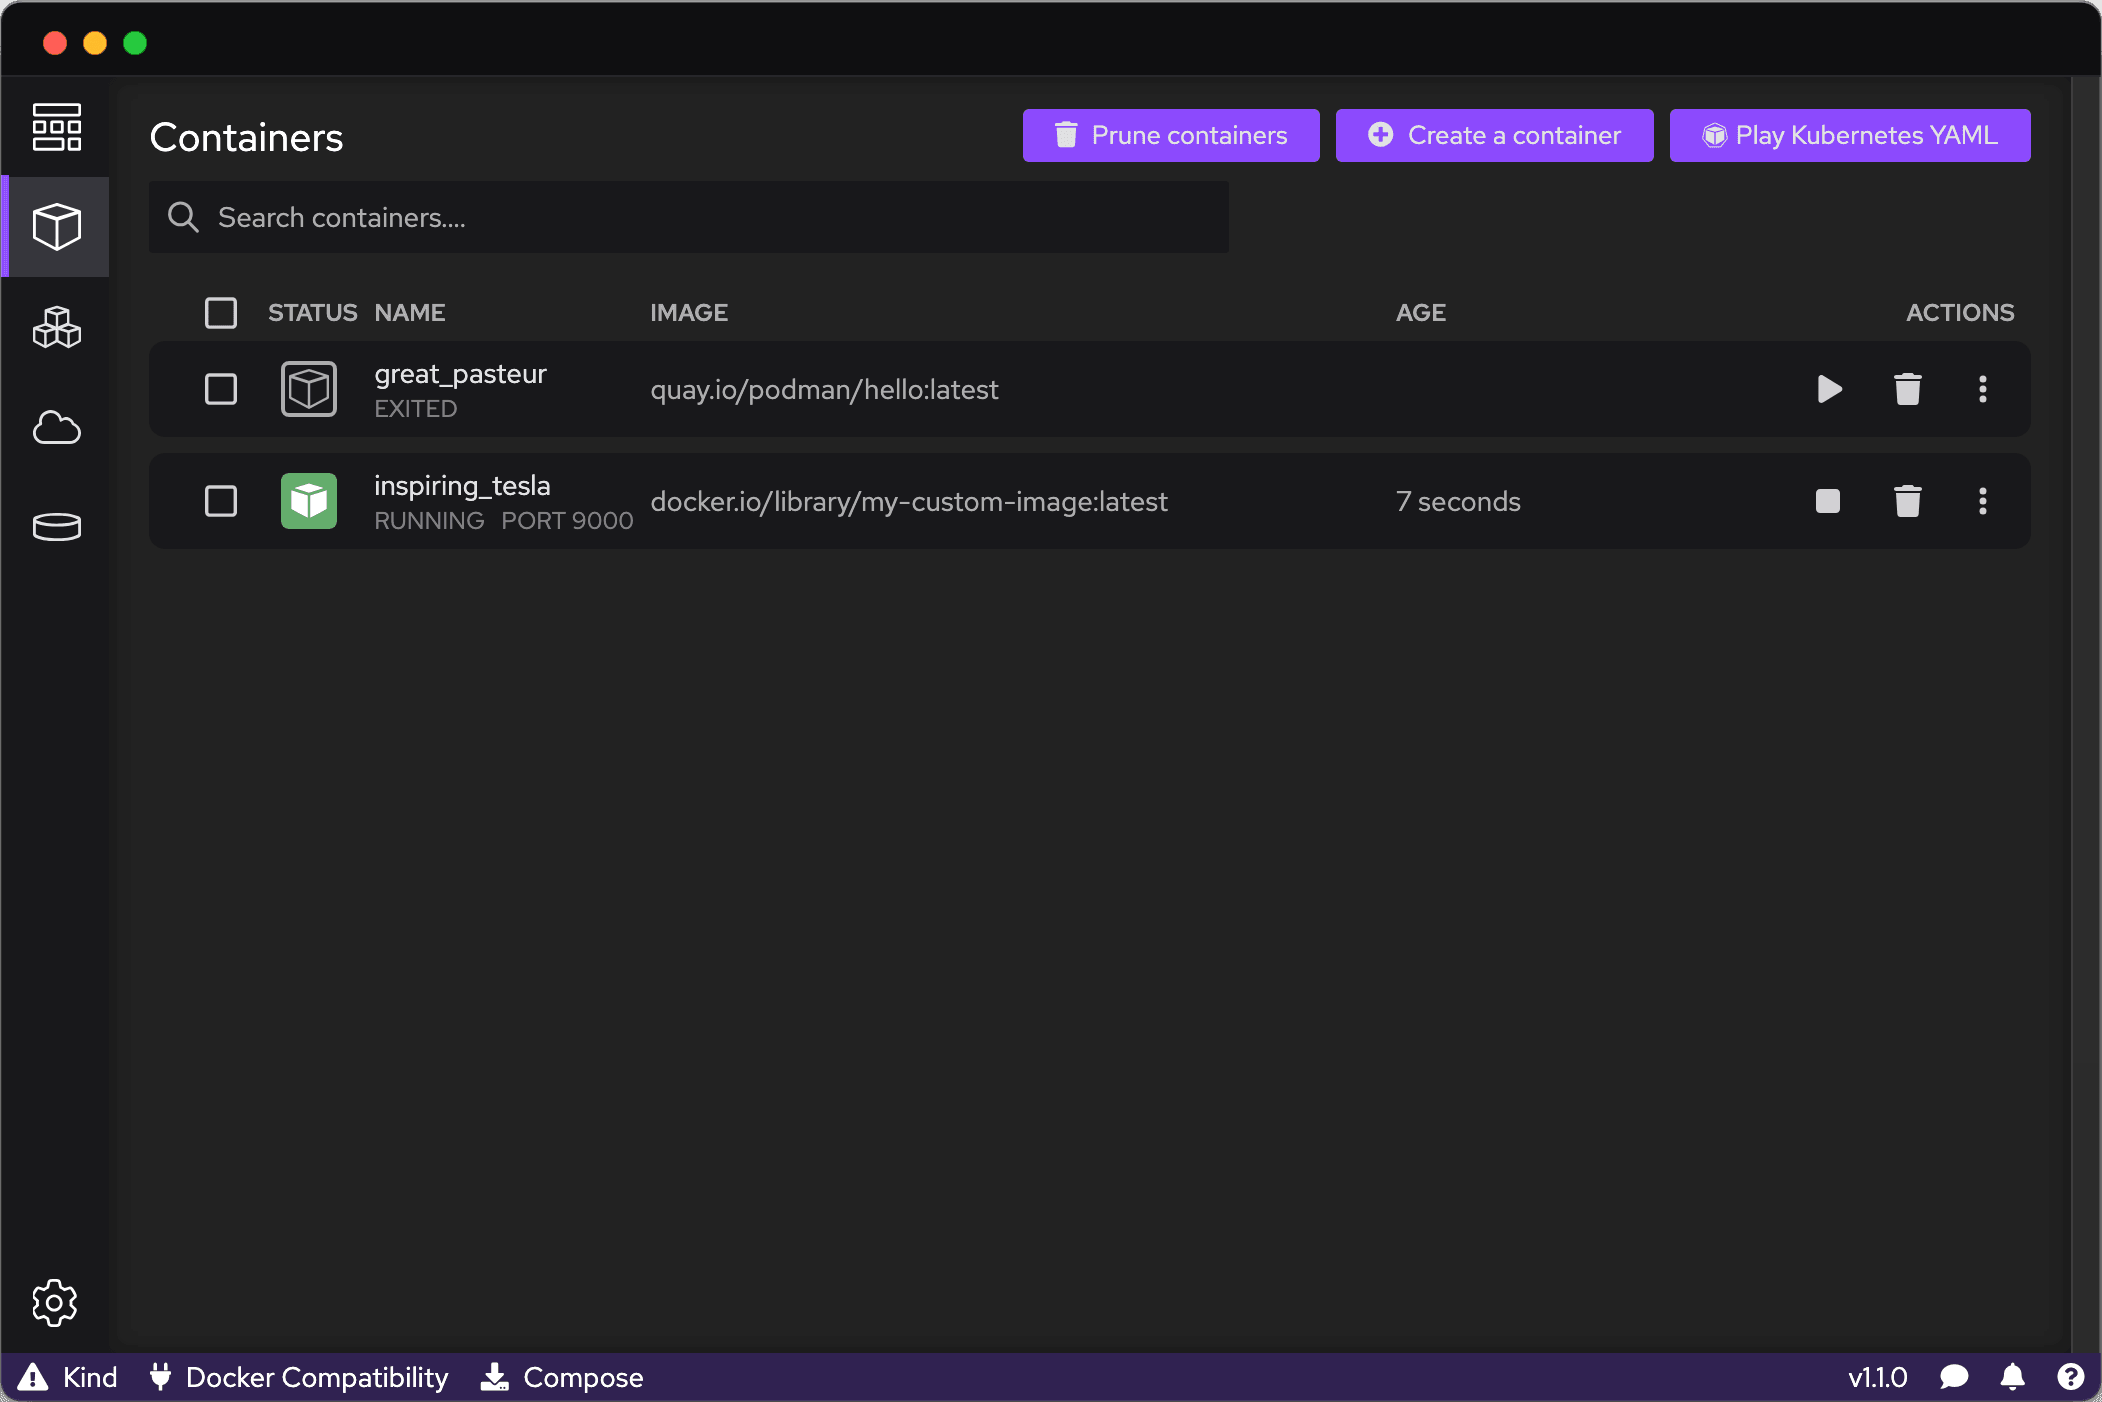 Containers
Prune containers
Create a container
Play Kubernetes YAML
Search containers....
STATUS NAME IMAGE AGE ACTIONS
great_pasteur
EXITED
quay.io/podman/hello:latest
inspiring_tesla
RUNNING PORT 9000
docker.io/library/my-custom-image:latest
7 seconds
Kind
Docker Compatibility
Compose
v1.1.0